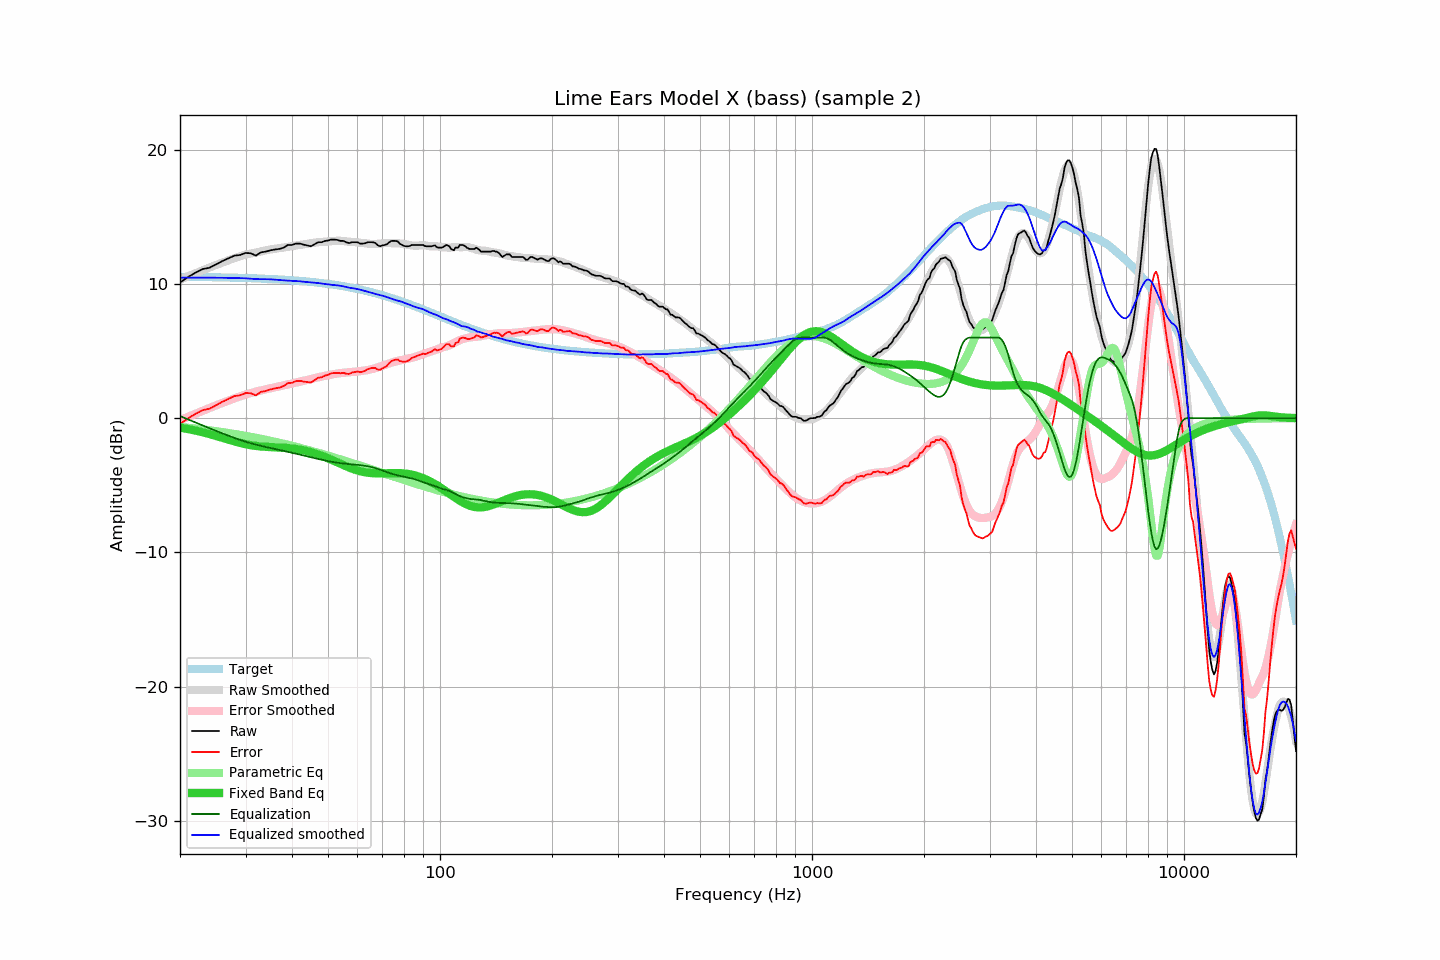 Lime Ears Model X (bass) (sample 2)
20
10
0
−10
−20
−30
Amplitude (dBr)
Target
Raw Smoothed
Error Smoothed
Raw
Error
Parametric Eq
Fixed Band Eq
Equalization
Equalized smoothed
100
1000
10000
Frequency (Hz)